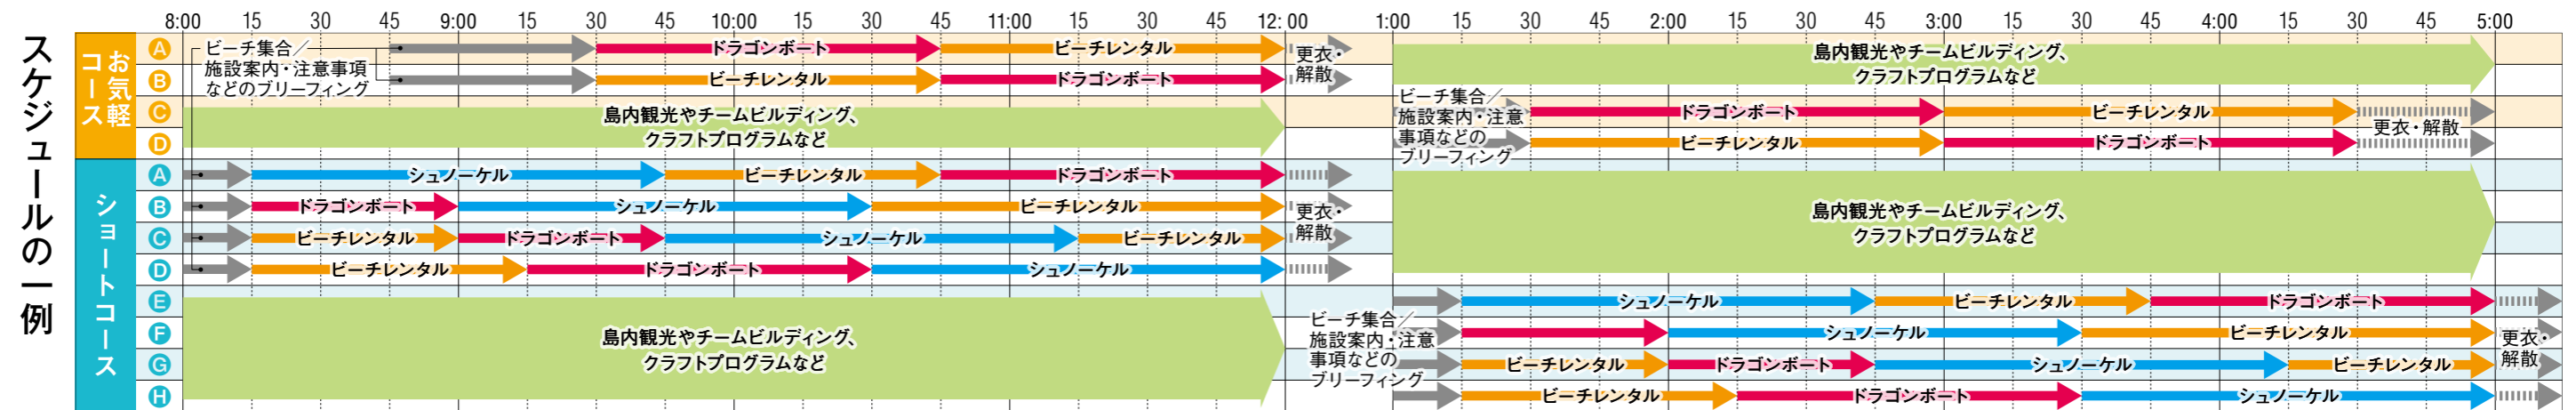 スケジュールの一例
8:00 15 30 45 9:00 15 30 45 10:00 15 30 45 11:00 15 30 45 12:00 1:00 15 30 45 2:00 15 30 45 3:00 15 30 45 4:00 15 30 45 5:00
お気軽
コース
A
ビーチ集合／
施設案内・注意事項
などのブリーフィング
ドラゴンボート
ビーチレンタル
更衣・
解散
島内観光やチームビルディング、
クラフトプログラムなど
B
ビーチレンタル
ドラゴンボート
C
島内観光やチームビルディング、
クラフトプログラムなど
ビーチ集合／
施設案内・注意
事項などの
ブリーフィング
ドラゴンボート
ビーチレンタル
更衣・解散
D
ビーチレンタル
ドラゴンボート
ショートコース
A
シュノーケル
ビーチレンタル
ドラゴンボート
更衣・
解散
島内観光やチームビルディング、
クラフトプログラムなど
B
ドラゴンボート
シュノーケル
ビーチレンタル
C
ビーチレンタル
ドラゴンボート
シュノーケル
ビーチレンタル
D
ビーチレンタル
ドラゴンボート
シュノーケル
E
島内観光やチームビルディング、
クラフトプログラムなど
ビーチ集合／
施設案内・注意
事項などの
ブリーフィング
シュノーケル
ビーチレンタル
ドラゴンボート
更衣・
解散
F
シュノーケル
ビーチレンタル
G
ビーチレンタル
ドラゴンボート
シュノーケル
ビーチレンタル
H
ビーチレンタル
ドラゴンボート
シュノーケル